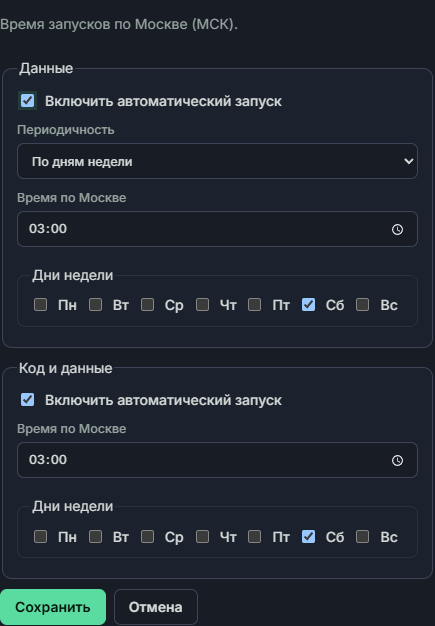 Время запусков по Москве (МСК).
Данные
Включить автоматический запуск
Периодичность
По дням недели
Время по Москве
03:00
Дни недели
Пн Вт Ср Чт Пт Сб Вс
Код и данные
Включить автоматический запуск
Время по Москве
03:00
Дни недели
Пн Вт Ср Чт Пт Сб Вс
Сохранить Отмена